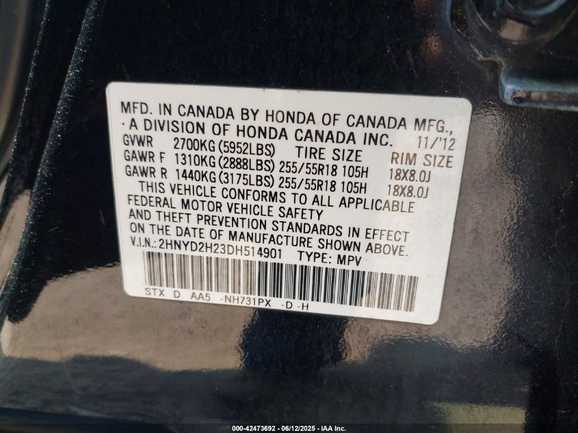 MFD. IN CANADA BY HONDA OF CANADA MFG.,
A DIVISION OF HONDA CANADA INC. 11/'12
GVWR 2700KG (5952LBS) TIRE SIZE RIM SIZE
GAWR F 1310KG (2888LBS) 255/55R18 105H 18X8.0J
GAWR R 1440KG (3175LBS) 255/55R18 105H 18X8.0J
THIS VEHICLE CONFORMS TO ALL APPLICABLE
FEDERAL MOTOR VEHICLE SAFETY
AND THEFT PREVENTION STANDARDS IN EFFECT
ON THE DATE OF MANUFACTURE SHOWN ABOVE.
V.I.N.: 2HNYD2H23DH514901 TYPE: MPV
STX D AA5 -NH731PX -D -H
000-42473692 - 06/12/2025 - IAA Inc.